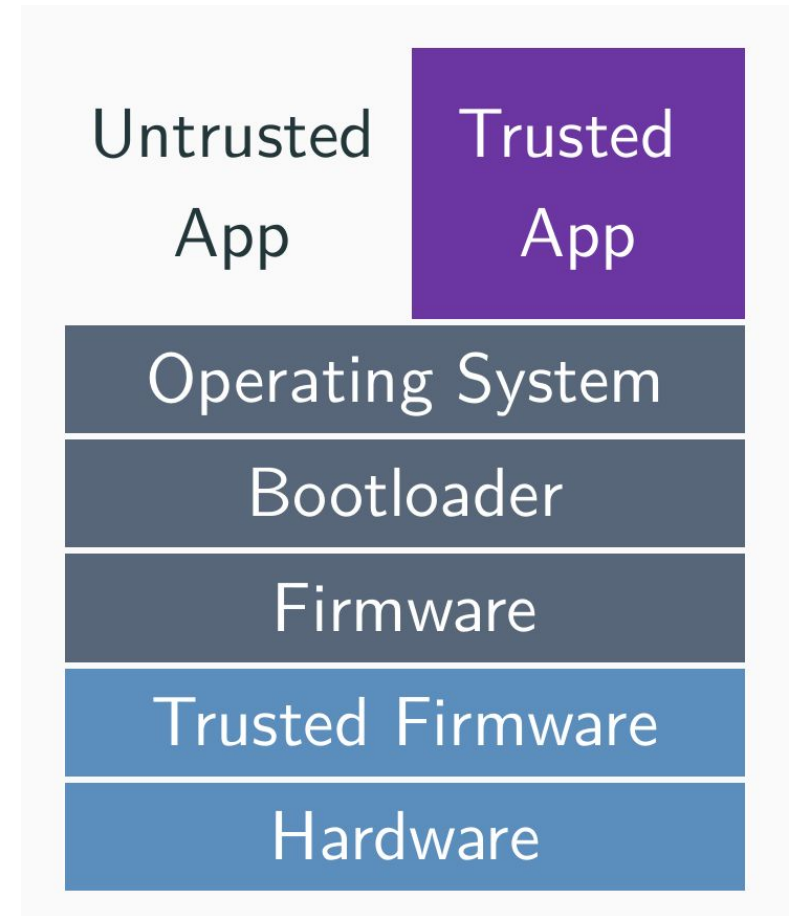 Untrusted
App
Trusted
App
Operating System
Bootloader
Firmware
Trusted Firmware
Hardware